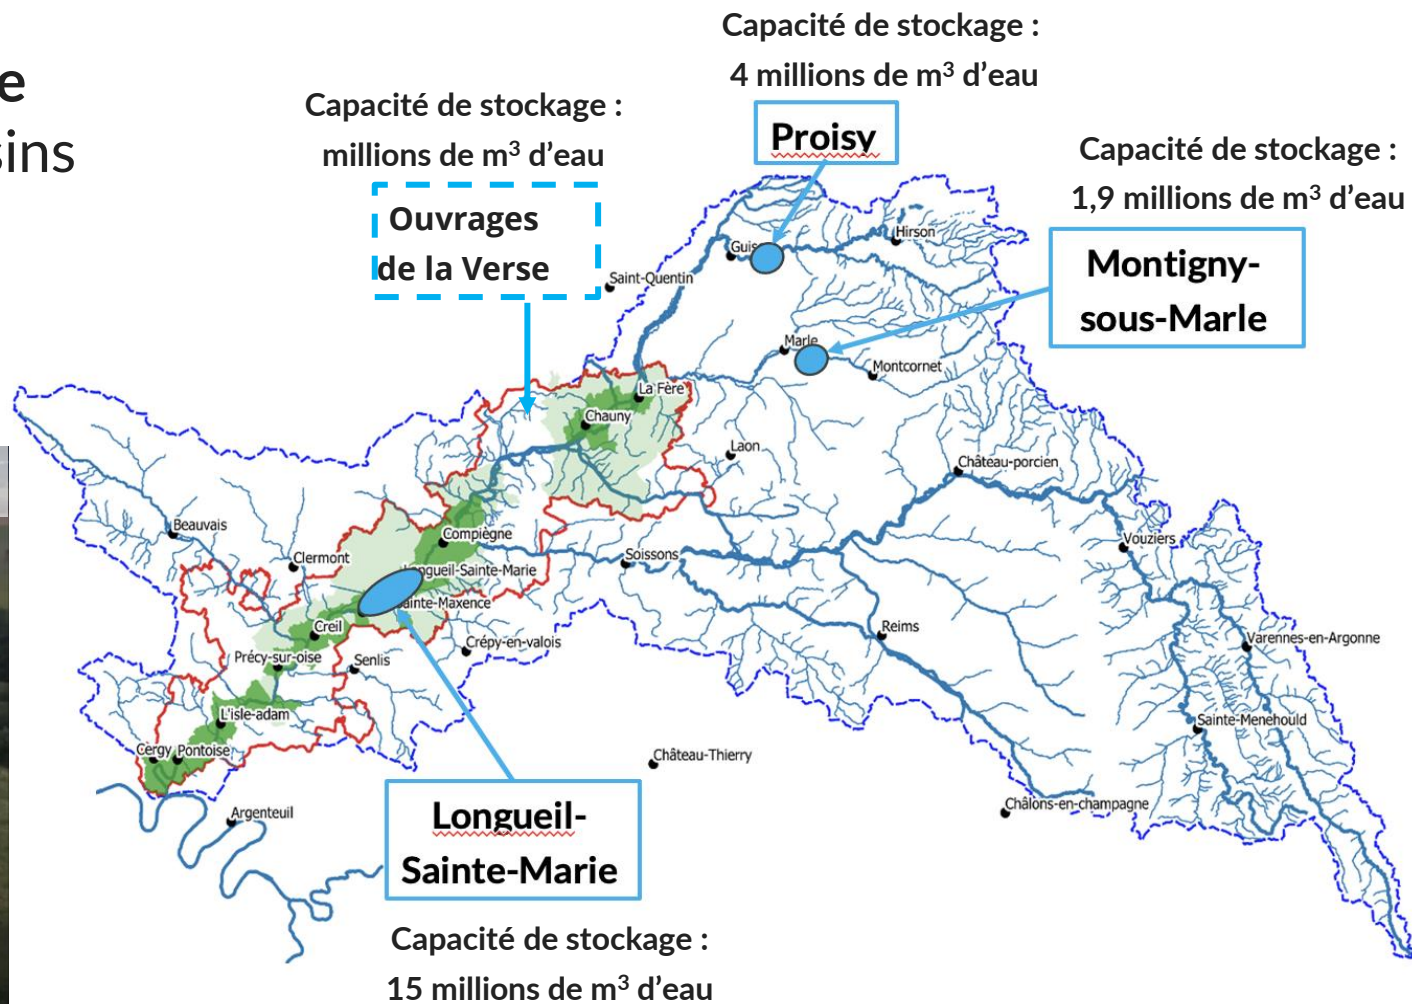 e
sins
Capacité de stockage :
4 millions de m³ d’eau
Proisy
Capacité de stockage :
millions de m³ d’eau
Ouvrages
de la Verse
Capacité de stockage :
1,9 millions de m³ d’eau
Montigny-
sous-Marle
Hirson
Guis
Saint-Quentin
Marle
Montcornet
La Fère
Chauny
Laon
Château-porcien
Beauvais
Compiègne
Vouziers
Clermont
Soissons
ongueil-Sainte-Marie
ainte-Maxence
Creil
Crépy-en-valois
Reims
Varennes-en-Argonne
Précy-sur-oise
Senlis
L'isle-adam
Sainte-Menehould
Cergy Pontoise
Château-Thierry
Argenteuil
Châlons-en-champagne
Longueil-
Sainte-Marie
Capacité de stockage :
15 millions de m³ d’eau